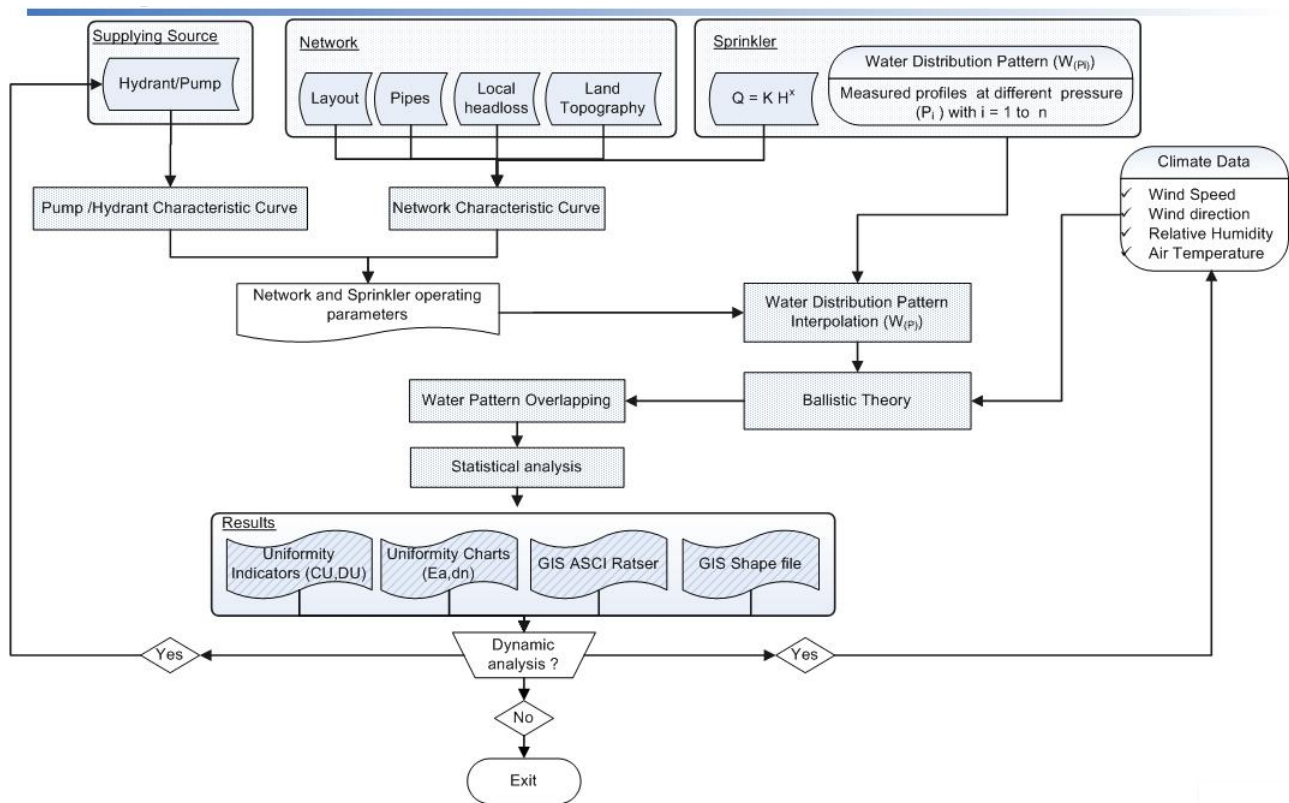 Supplying Source
Hydrant/Pump
Network
Layout
Pipes
Local
headloss
Land
Topography
Sprinkler
Q = K Hˣ
Water Distribution Pattern (W(Pi))
Measured profiles at different pressure
(Pi) with i = 1 to n
Climate Data
✓ Wind Speed
✓ Wind direction
✓ Relative Humidity
✓ Air Temperature
Pump /Hydrant Characteristic Curve
Network Characteristic Curve
Network and Sprinkler operating
parameters
Water Distribution Pattern
Interpolation (W(P))
Ballistic Theory
Water Pattern Overlapping
Statistical analysis
Results
Uniformity
Indicators (CU,DU)
Uniformity Charts
(Ea,dn)
GIS ASCI Ratser
GIS Shape file
Yes
Dynamic
analysis ?
Yes
No
Exit